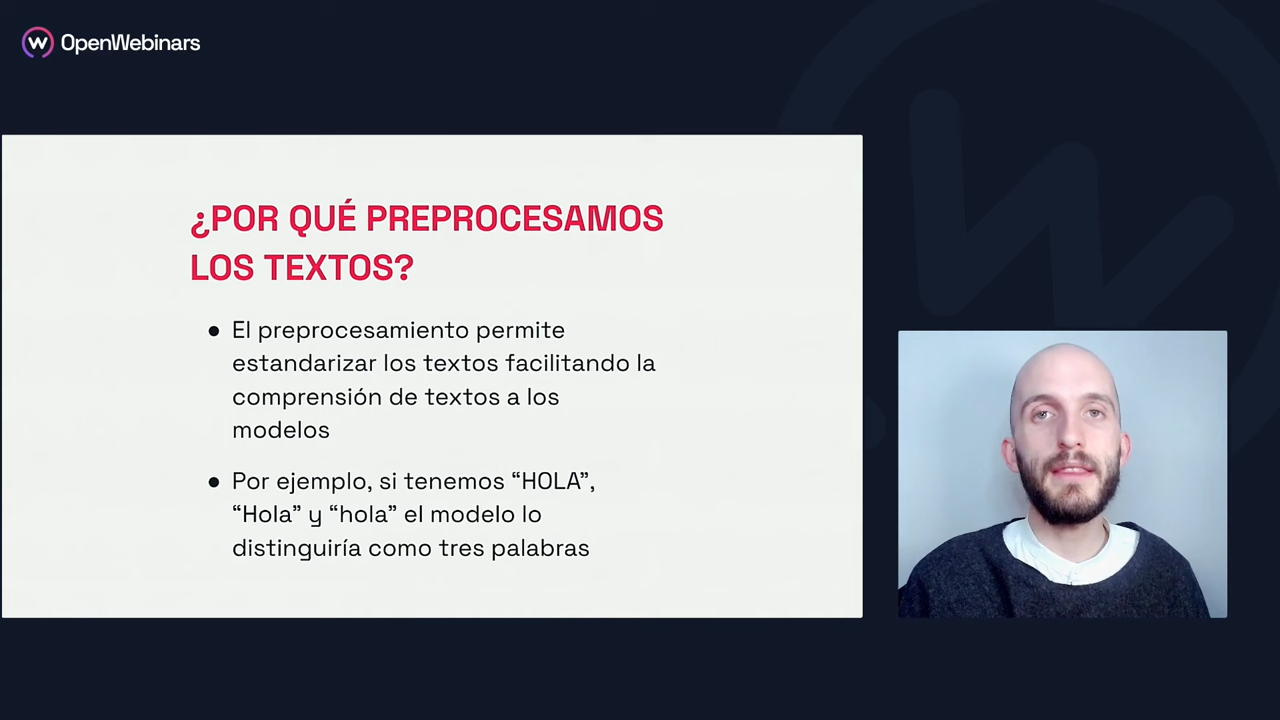 OpenWebinars
¿POR QUÉ PREPROCESAMOS
LOS TEXTOS?
● El preprocesamiento permite
estandarizar los textos facilitando la
comprensión de textos a los
modelos
● Por ejemplo, si tenemos “HOLA”,
“Hola” y “hola” el modelo lo
distinguiría como tres palabras